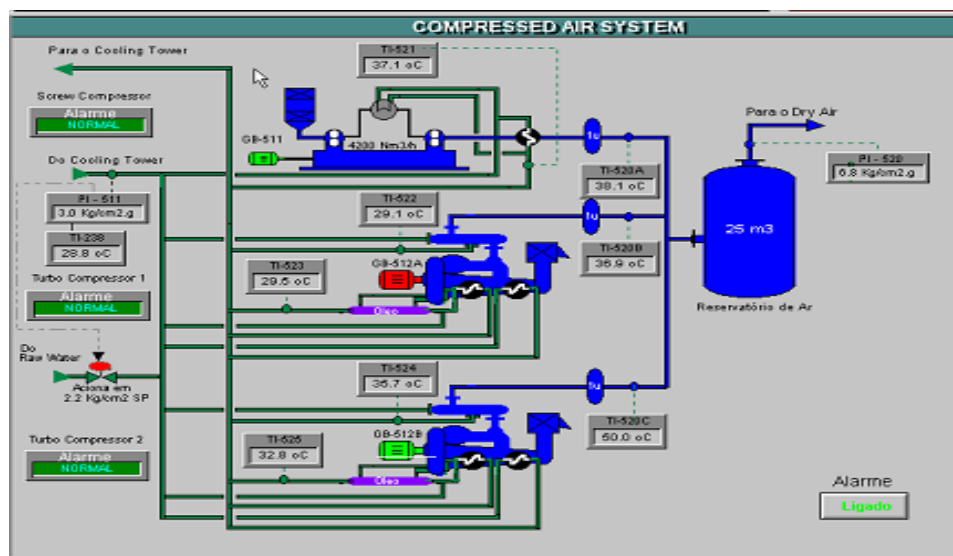 COMPRESSED AIR SYSTEM
Para o Cooling Tower
TI-521
37.1 oC
Screw Compressor
Alarme
NORMAL
GB-511
4200 Nm3/h
1u
Para o Dry Air
Do Cooling Tower
TI-520A
38.1 oC
PI - 520
6.8 Kg/cm2.g
PI - 511
3.0 Kg/cm2.g
TI-522
29.1 oC
1u
TI-238
28.8 oC
TI-520B
36.9 oC
25 m3
TI-523
29.5 oC
GB-512A
Turbo Compressor 1
Alarme
NORMAL
Oleo
Reservatório de Ar
Do
Raw Water
TI-524
35.7 oC
1u
Aciona em
2.2 Kg/cm2 SP
TI-520C
50.0 oC
Turbo Compressor 2
Alarme
NORMAL
TI-525
32.8 oC
GB-512B
Oleo
Alarme
Ligado